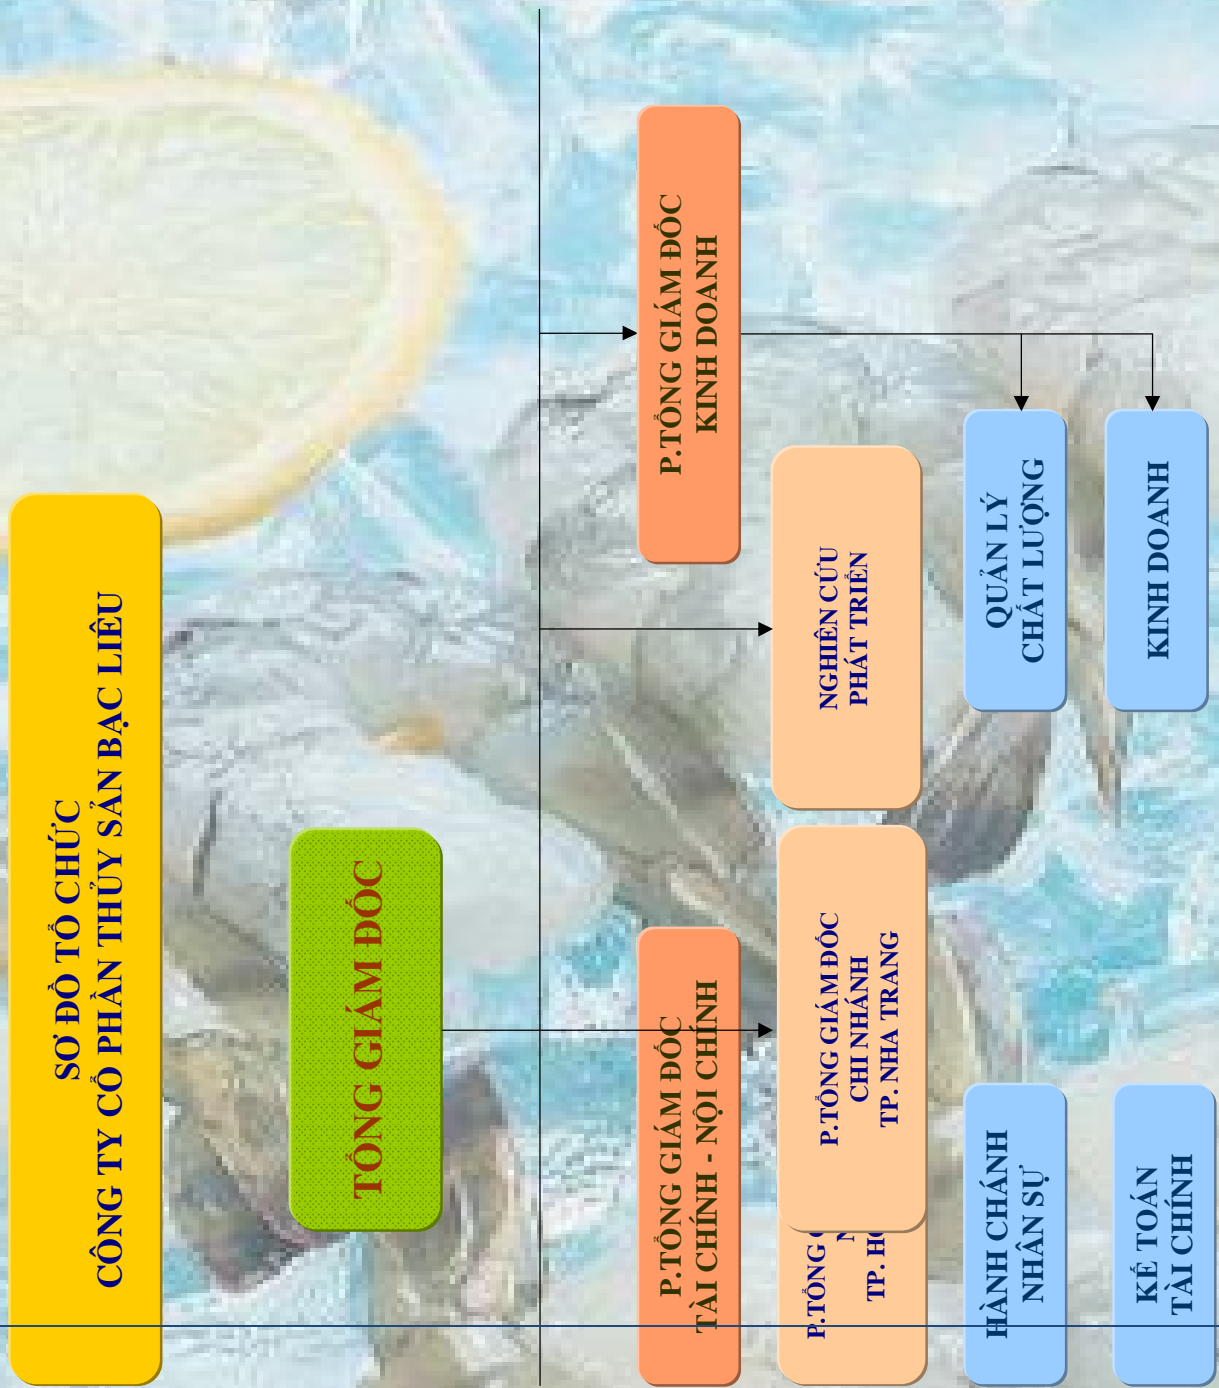 SƠ ĐỒ TỔ CHỨC
CÔNG TY CỔ PHẦN THỦY SẢN BẠC LIÊU
TỔNG GIÁM ĐỐC
P.TỔNG GIÁM ĐỐC
TÀI CHÍNH - NỘI CHÍNH
P.TỔNG GIÁM ĐỐC
KINH DOANH
P.TỔNG
TP.
P.TỔNG GIÁM ĐỐC
CHI NHÁNH
TP. NHA TRANG
NGHIÊN CỨU
PHÁT TRIỂN
HÀNH CHÁNH
NHÂN SỰ
QUẢN LÝ
CHẤT LƯỢNG
KẾ TOÁN
TÀI CHÍNH
KINH DOANH